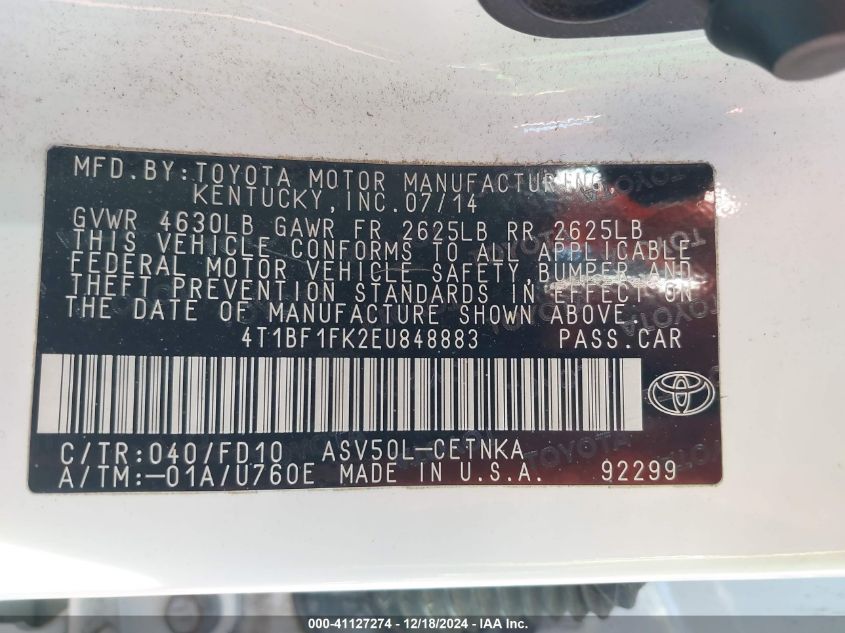 MFD.BY:TOYOTA MOTOR MANUFACTURING,
KENTUCKY,INC.07/14
GVWR 4630LB GAWR FR 2625LB RR 2625LB
THIS VEHICLE CONFORMS TO ALL APPLICABLE
FEDERAL MOTOR VEHICLE SAFETY,BUMPER AND
THEFT PREVENTION STANDARDS IN EFFECT ON
THE DATE OF MANUFACTURE SHOWN ABOVE.
4T1BF1FK2EU848883 PASS.CAR
C/TR:040/FD10 ASV50L-CETNKA
A/TM:-01A/U760E MADE IN U.S.A. 92299
000-41127274 - 12/18/2024 - IAA Inc.